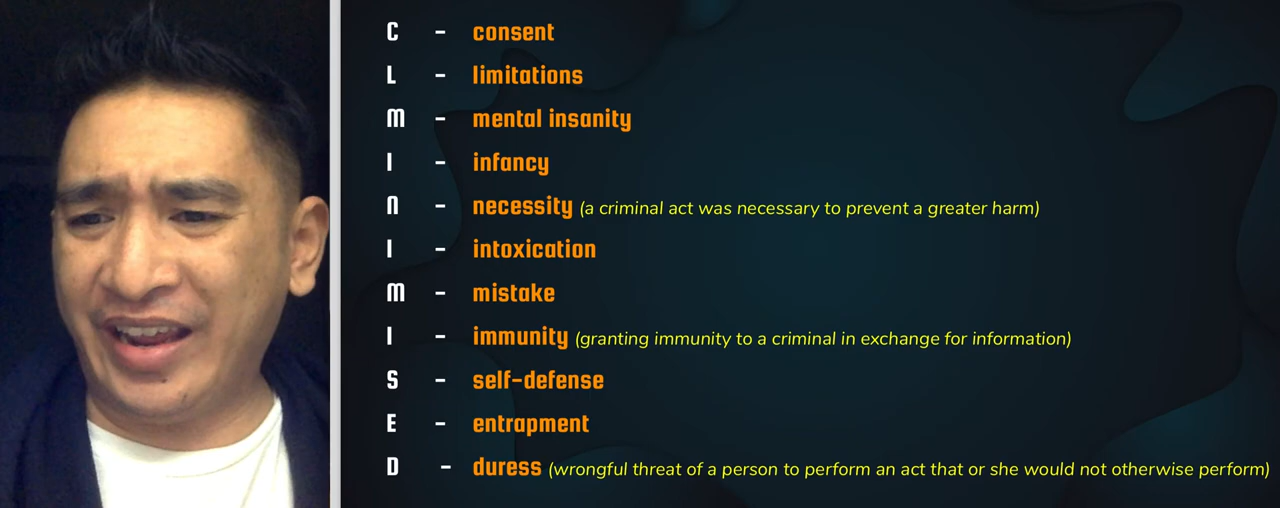 C - consent
L - limitations
M - mental insanity
I - infancy
N - necessity (a criminal act was necessary to prevent a greater harm)
I - intoxication
M - mistake
I - immunity (granting immunity to a criminal in exchange for information)
S - self-defense
E - entrapment
D - duress (wrongful threat of a person to perform an act that or she would not otherwise perform)